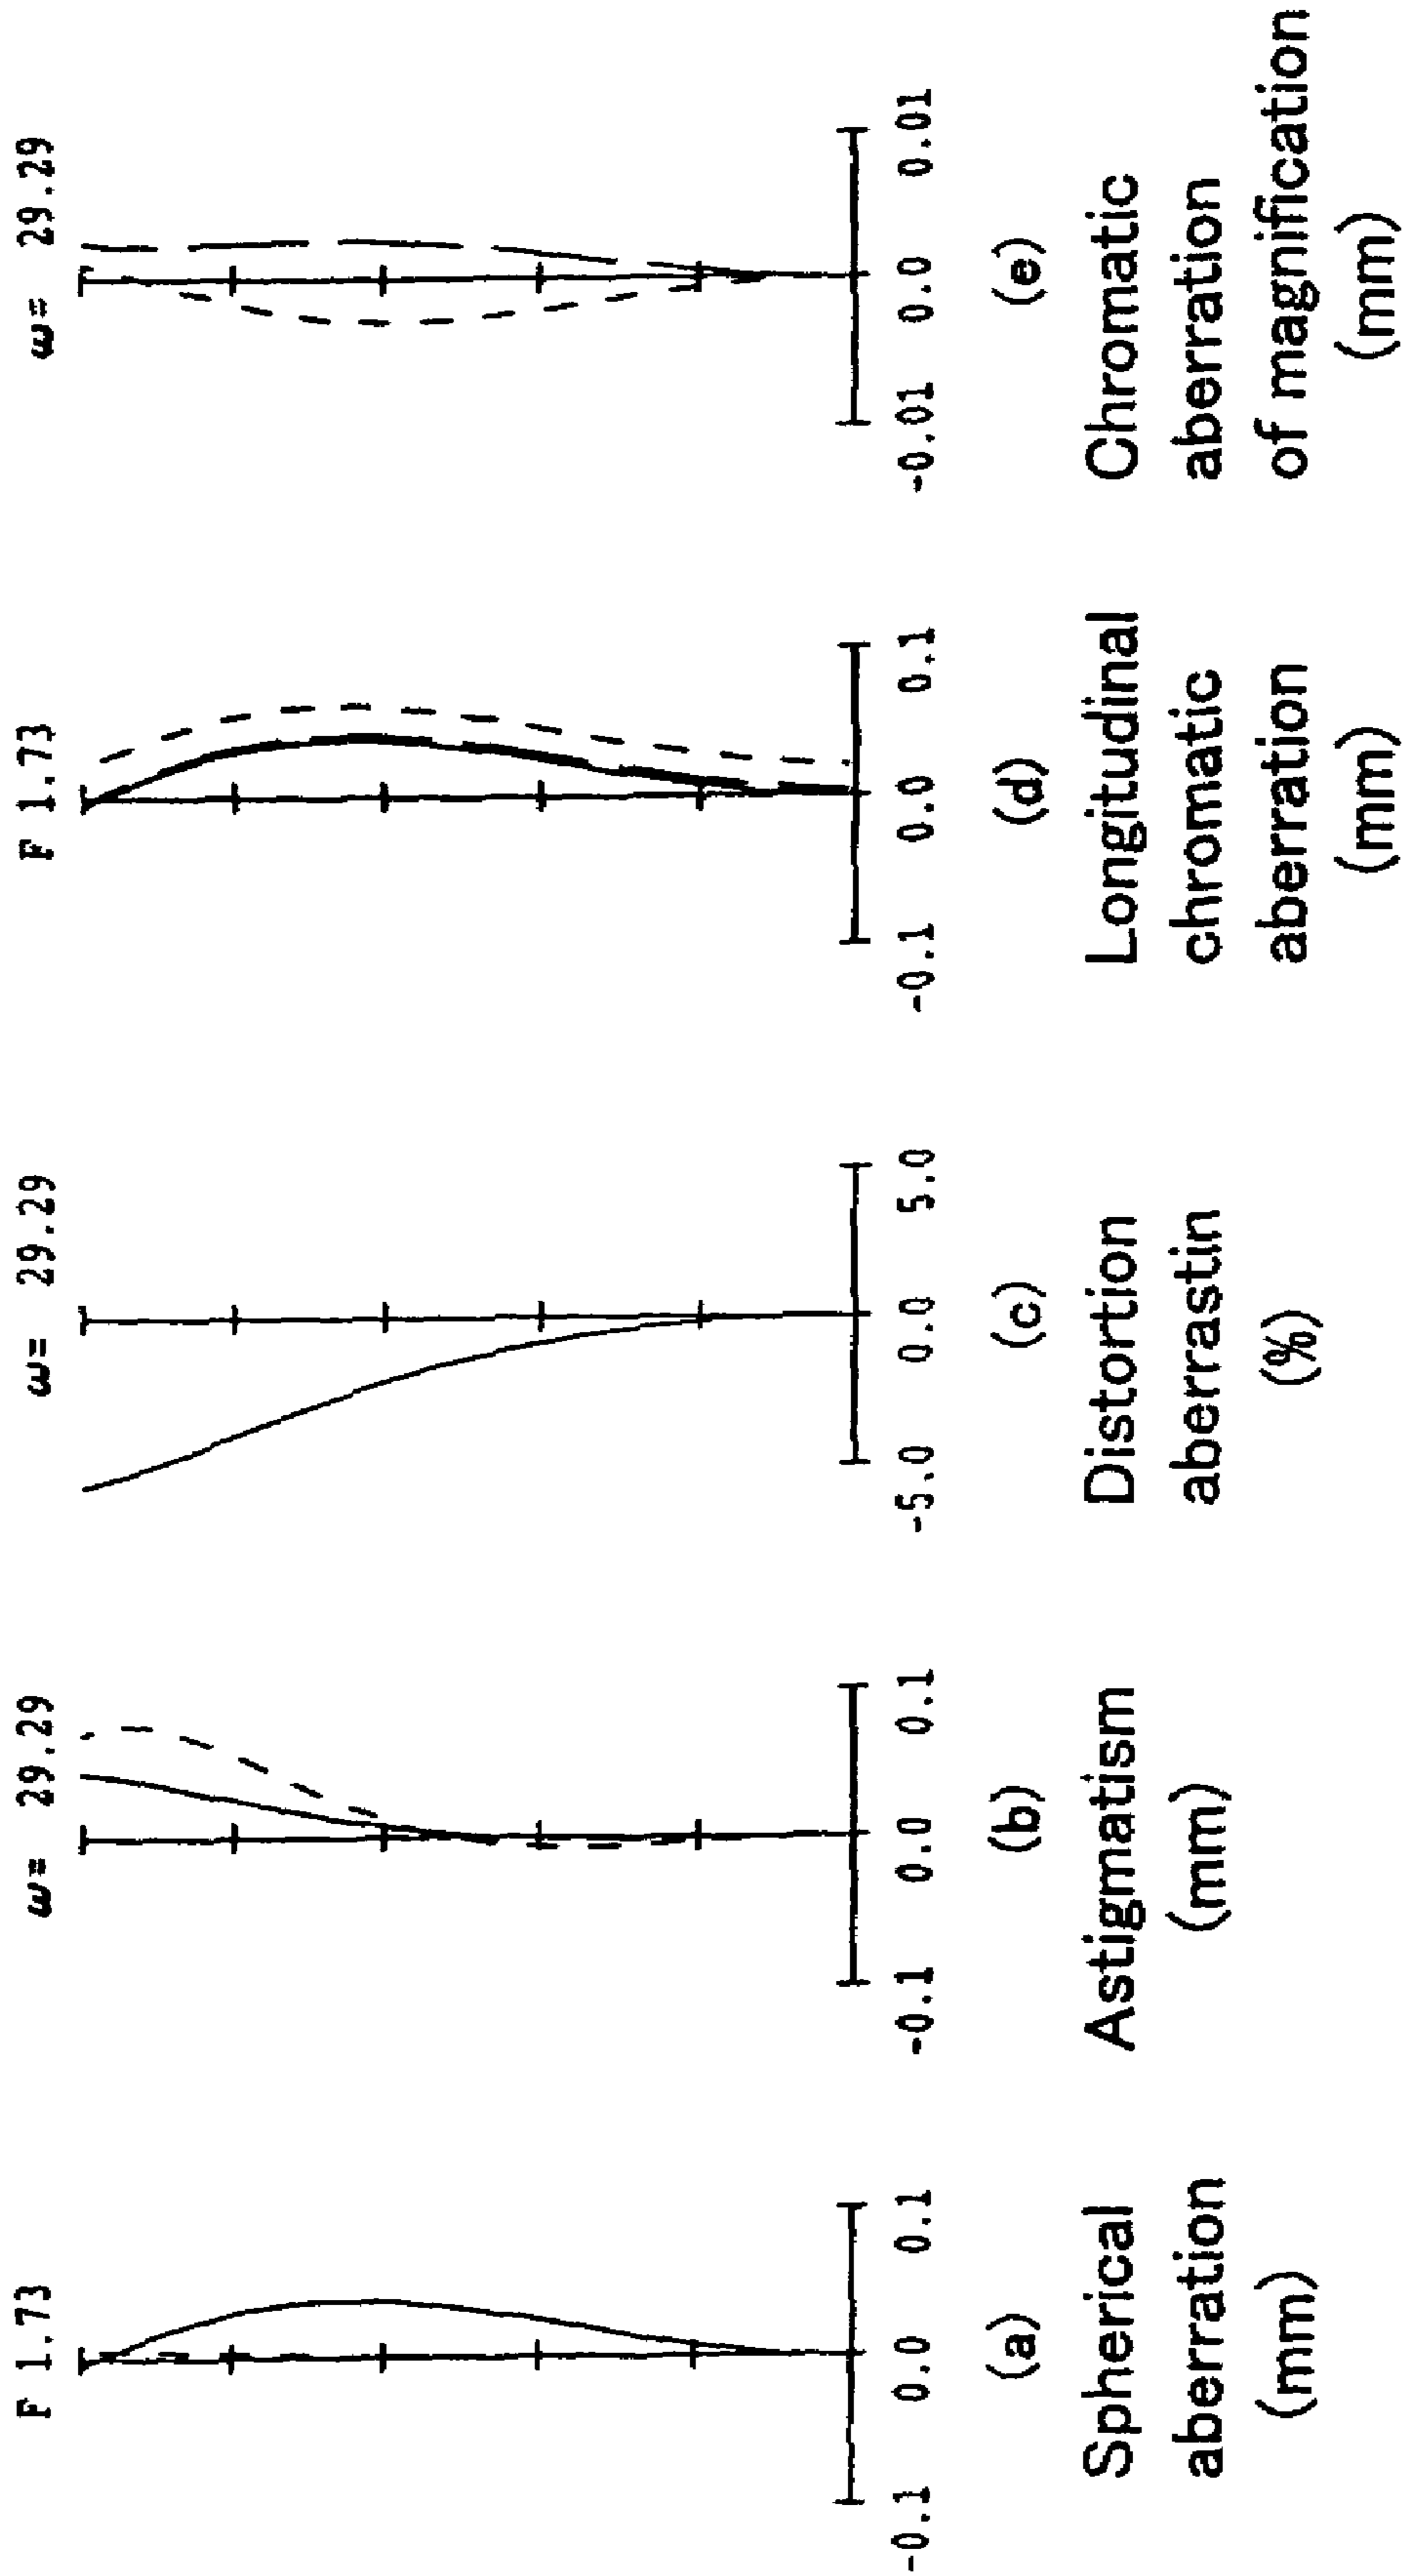 F 1.73
-0.1 0.0 0.1
(a)
Spherical
aberration
(mm)
ω= 29.29
-0.1 0.0 0.1
(b)
Astigmatism
(mm)
ω= 29.29
-5.0 0.0 5.0
(c)
Distortion
aberrastin
(%)
F 1.73
-0.1 0.0 0.1
(d)
Longitudinal
chromatic
aberration
(mm)
ω= 29.29
-0.01 0.0 0.01
(e)
Chromatic
aberration
of magnification
(mm)